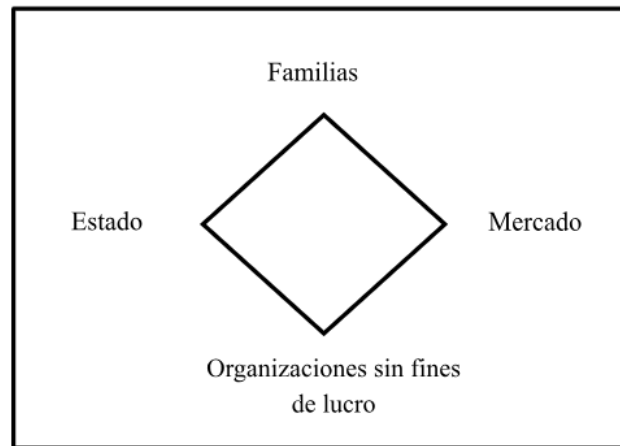 Familias
Estado
Mercado
Organizaciones sin fines
de lucro